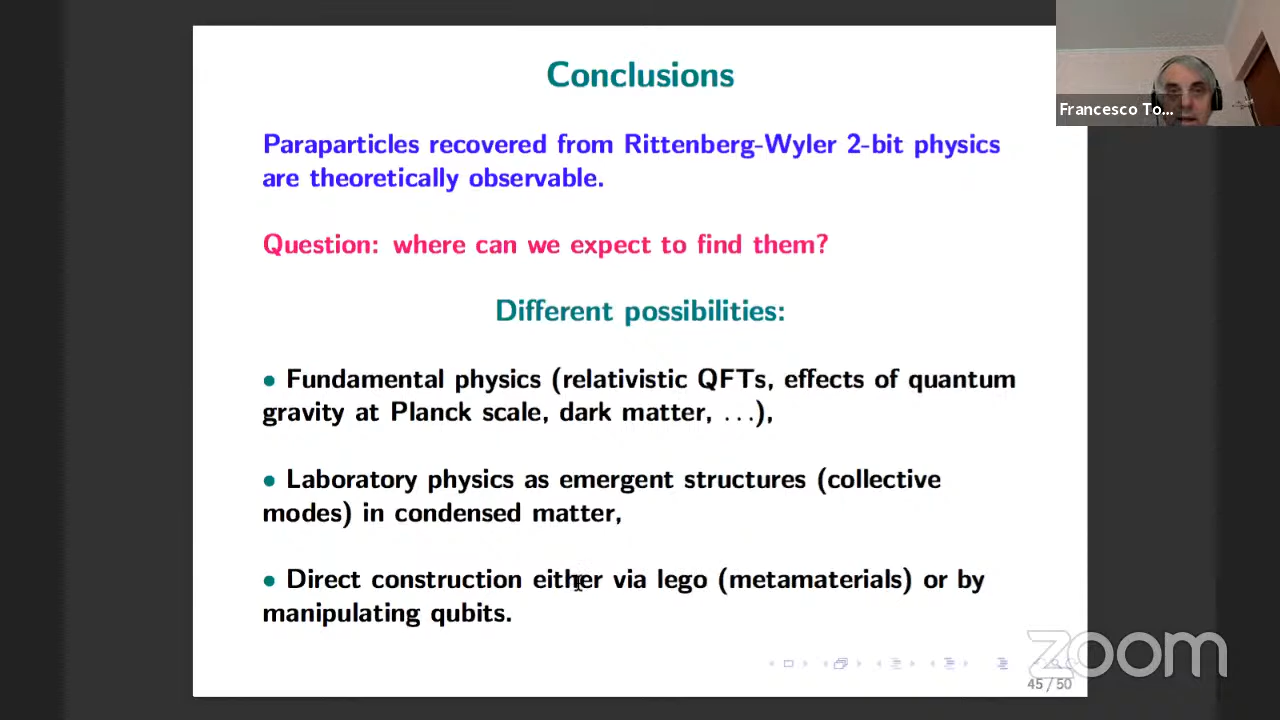 Conclusions
Francesco To...
Paraparticles recovered from Rittenberg-Wyler 2-bit physics
are theoretically observable.
Question: where can we expect to find them?
Different possibilities:
• Fundamental physics (relativistic QFTs, effects of quantum
gravity at Planck scale, dark matter, ...),
• Laboratory physics as emergent structures (collective
modes) in condensed matter,
• Direct construction either via lego (metamaterials) or by
manipulating qubits.
zoom
45/50